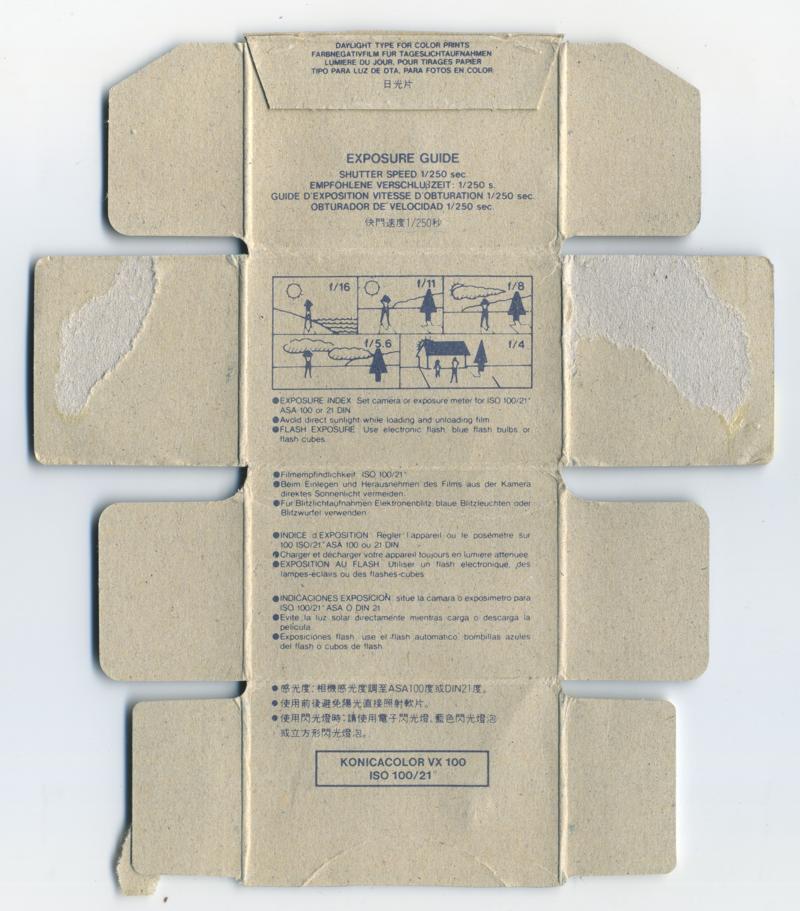 DAYLIGHT TYPE FOR COLOR PRINTS
FARBNEGATIVFILM FÜR TAGESLICHTAUFNAHMEN
LUMIERE DU JOUR, POUR TIRAGES PAPIER
TIPO PARA LUZ DE DTA, PARA FOTOS EN COLOR
日光片
EXPOSURE GUIDE
SHUTTER SPEED 1/250 sec.
EMPFOHLENE VERSCHLUßZEIT: 1/250 s.
GUIDE D'EXPOSITION VITESSE D'OBTURATION 1/250 sec.
OBTURADOR DE VELOCIDAD 1/250 sec.
快門速度1/250秒
f/16 f/11 f/8
f/5.6 f/4
●EXPOSURE INDEX Set camera or exposure meter for ISO 100/21°
ASA 100 or 21 DIN
●Avoid direct sunlight while loading and unloading film
●FLASH EXPOSURE Use electronic flash blue flash bulbs or
flash cubes
●Filmempfindlichkeit ISO 100/21°
●Beim Einlegen und Herausnehmen des Films aus der Kamera
direktes Sonnenlicht vermeiden.
●Für Blitzlichtaufnahmen Elektronenblitz, blaue Blitzleuchten oder
Blitzwürfel verwenden
●INDICE d'EXPOSITION Régler l'appareil ou le posémètre sur
100 ISO/21° ASA 100 ou 21 DIN
●Charger et décharger votre appareil toujours en lumière atténuée
●EXPOSITION AU FLASH Utiliser un flash électronique, des
lampes-éclairs ou des flashes-cubes
●INDICACIONES EXPOSICIÓN: situe la camara o exposimetro para
ISO 100/21° ASA O DIN 21
●Evite la luz solar directamente mientras carga o descarga la
pelicula
●Exposiciones flash use el flash automatico, bombillas azules
del flash o cubos de flash
●感光度:相機感光度調至ASA100度或DIN21度。
●使用前後避免陽光直接照射軟片。
●使用閃光燈時:請使用電子閃光燈,藍色閃光燈泡
或立方形閃光燈泡。
KONICACOLOR VX 100
ISO 100/21°